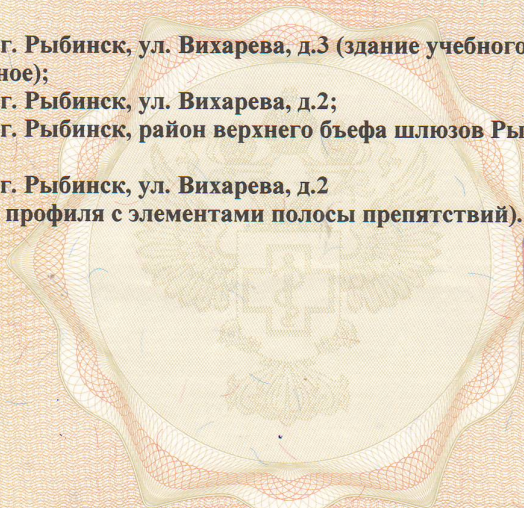 г. Рыбинск, ул. Вихарева, д.3 (здание учебного
ное);
г. Рыбинск, ул. Вихарева, д.2;
г. Рыбинск, район верхнего бъефа шлюзов Ры
г. Рыбинск, ул. Вихарева, д.2
профиля с элементами полосы препятствий).